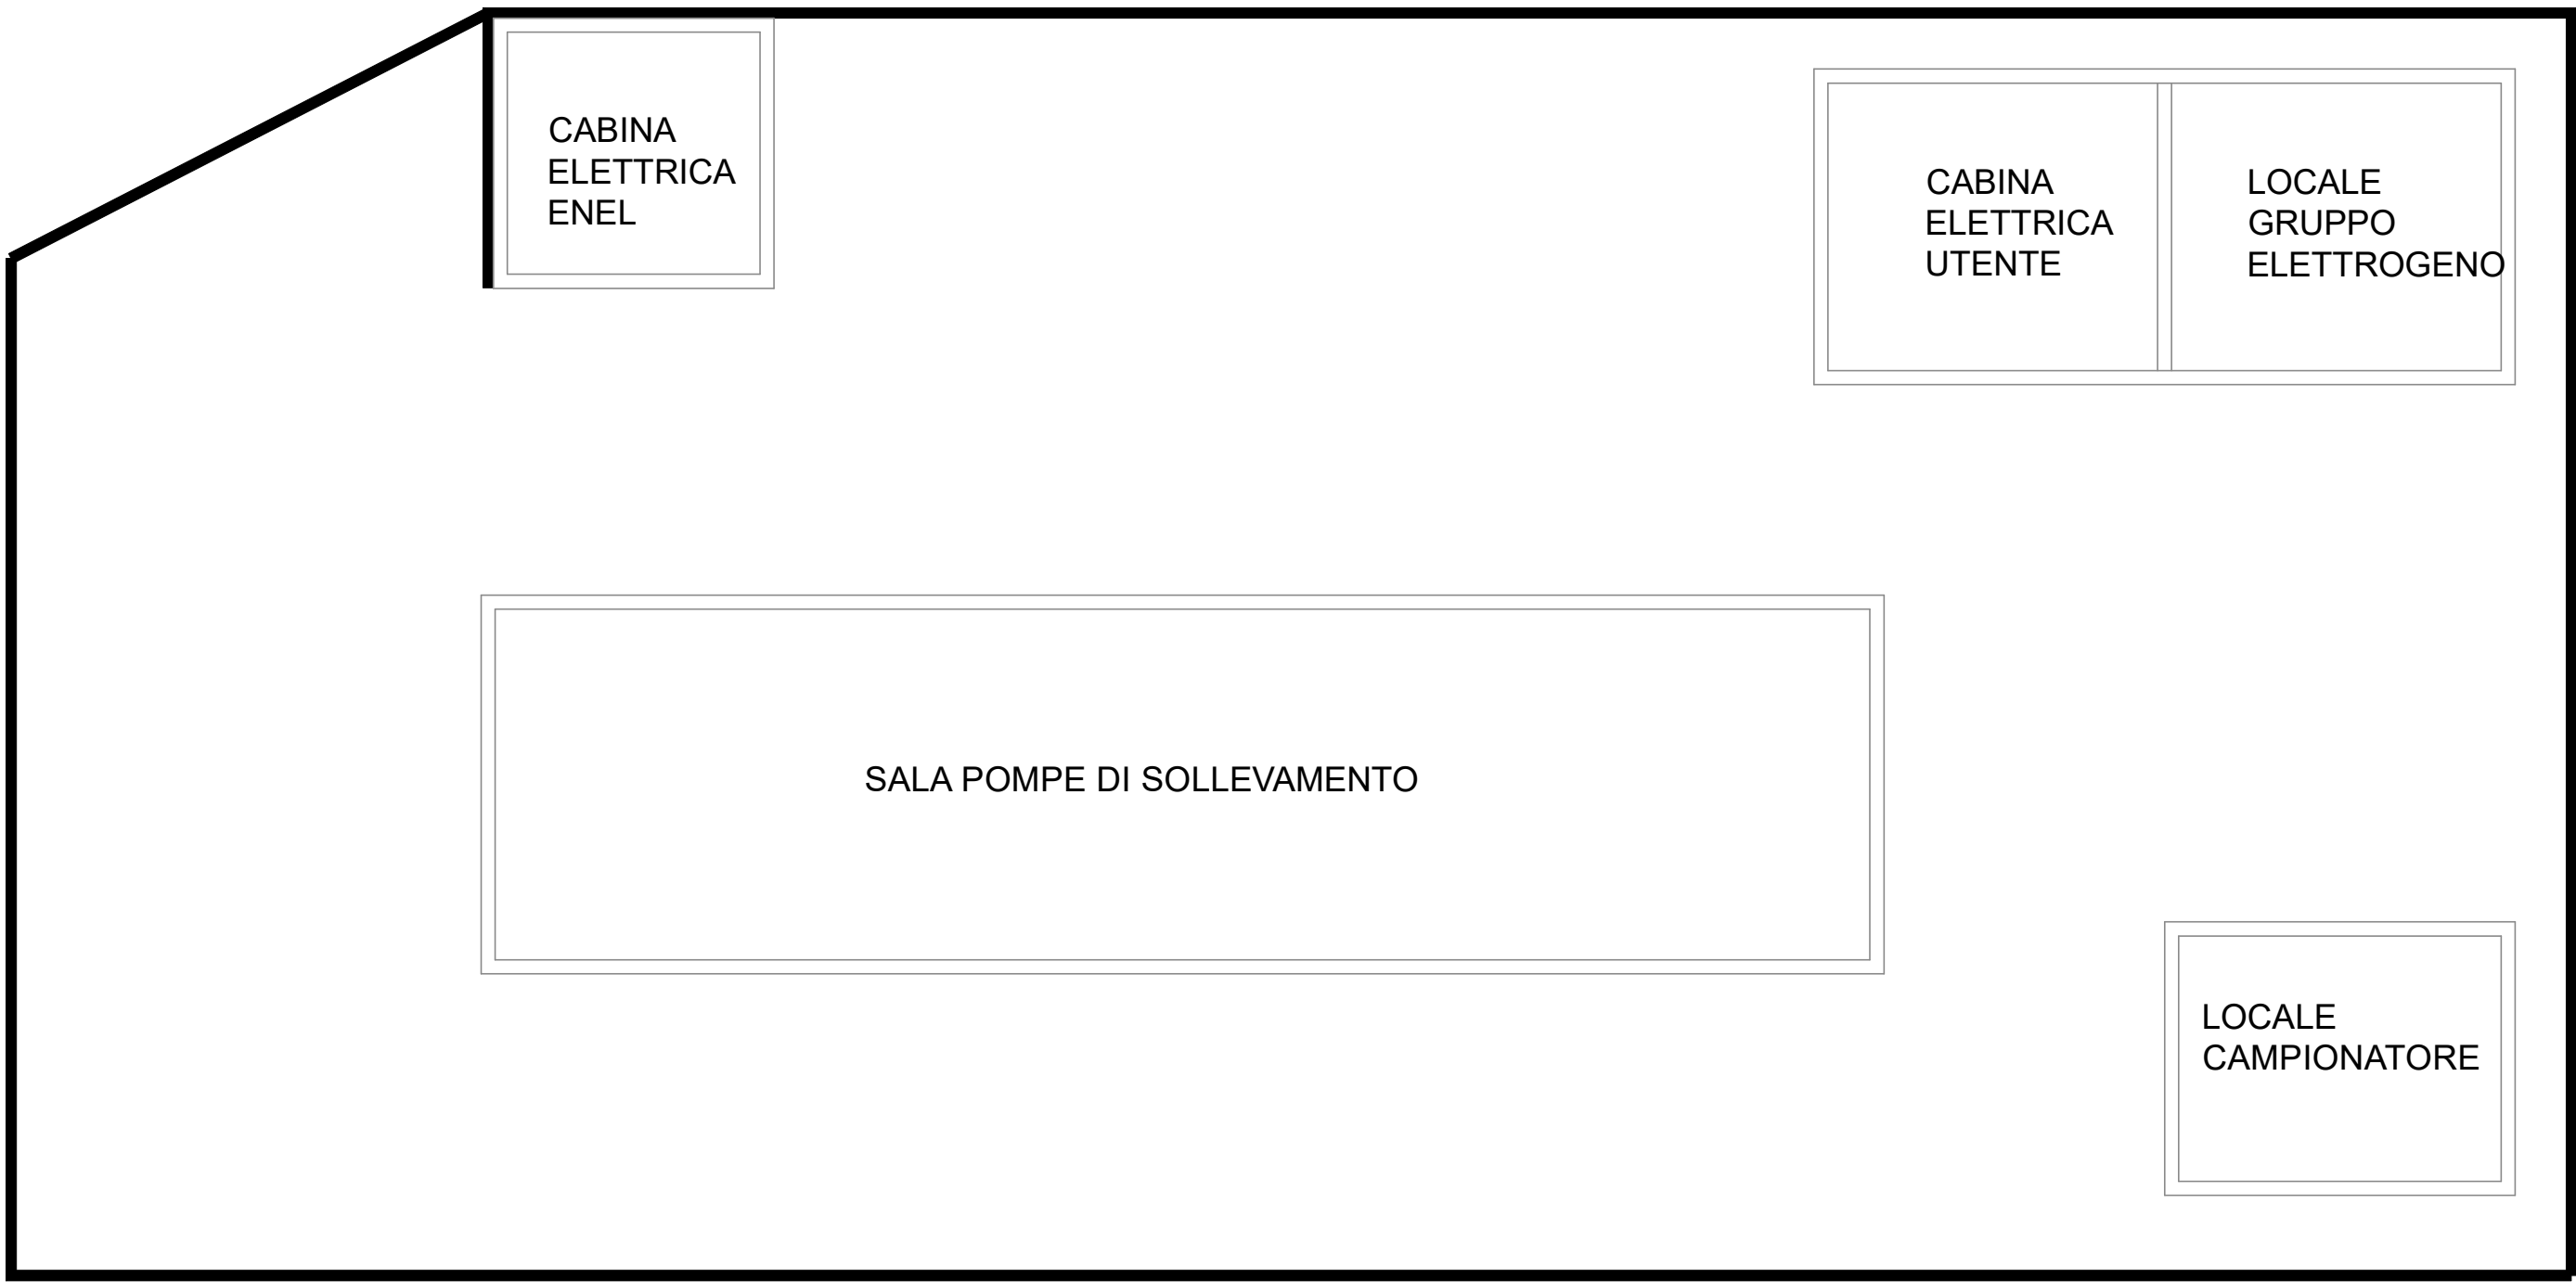 CABINA
ELETTRICA
ENEL
CABINA
ELETTRICA
UTENTE
LOCALE
GRUPPO
ELETTROGENO
SALA POMPE DI SOLLEVAMENTO
LOCALE
CAMPIONATORE